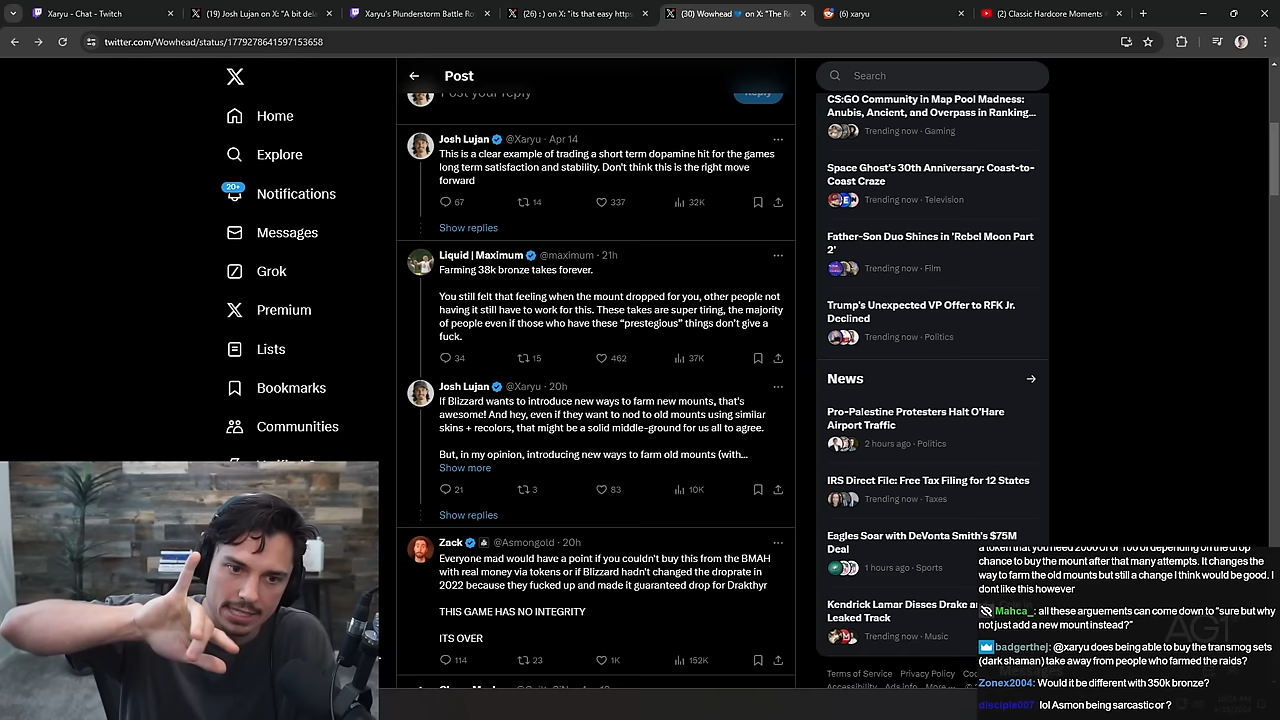 Xaryu - Chat - Twitch
(19) Josh Lujan on X: "A bit del
Xaryu's Plunderstorm Battle Ro
(26) : ) on X: "its that easy https
(30) Wowhead 💙 on X: "The Re
(6) xaryu
(2) Classic Hardcore Moments #
twitter.com/Wowhead/status/1779278641597153658
Home
Explore
20+
Notifications
Messages
Grok
Premium
Lists
Bookmarks
Communities
Post
Post your reply
Reply
Josh Lujan @Xaryu · Apr 14
This is a clear example of trading a short term dopamine hit for the games
long term satisfaction and stability. Don't think this is the right move
forward
67 14 337 32K
Show replies
Liquid | Maximum @maximum · 21h
Farming 38k bronze takes forever.
You still felt that feeling when the mount dropped for you, other people not
having it still have to work for this. These takes are super tiring, the majority
of people even if those who have these "prestegious" things don't give a
fuck.
34 15 462 37K
Josh Lujan @Xaryu · 20h
If Blizzard wants to introduce new ways to farm new mounts, that's
awesome! And hey, even if they want to nod to old mounts using similar
skins + recolors, that might be a solid middle-ground for us all to agree.
But, in my opinion, introducing new ways to farm old mounts (with...
Show more
21 3 83 10K
Show replies
Zack @Asmongold · 20h
Everyone mad would have a point if you couldn't buy this from the BMAH
with real money via tokens or if Blizzard hadn't changed the droprate in
2022 because they fucked up and made it guaranteed drop for Drakthyr
THIS GAME HAS NO INTEGRITY
ITS OVER
114 23 1K 152K
Search
CS:GO Community in Map Pool Madness:
Anubis, Ancient, and Overpass in Ranking...
Trending now · Gaming
Space Ghost's 30th Anniversary: Coast-to-
Coast Craze
Trending now · Television
Father-Son Duo Shines in 'Rebel Moon Part
2'
Trending now · Film
Trump's Unexpected VP Offer to RFK Jr.
Declined
Trending now · Politics
News
Pro-Palestine Protesters Halt O'Hare
Airport Traffic
2 hours ago · Politics
IRS Direct File: Free Tax Filing for 12 States
Trending now · Taxes
Eagles Soar with DeVonta Smith's $75M
Deal
1 hours ago · Sports
Kendrick Lamar Disses Drake
Leaked Track
Trending now · Music
Terms of Service Privacy Policy
Accessibility Ads info More
a token that you need 2000 of or 100 of depending on the drop
chance to buy the mount after that many attempts. It changes the
way to farm the old mounts but still a change I think would be good. I
dont like this however
Mahca_: all these arguements can come down to "sure but why
not just add a new mount instead?"
AG1
badgerthej: @xaryu does being able to buy the transmog sets
(dark shaman) take away from people who farmed the raids?
Zonex2004: Would it be different with 350k bronze?
disciple007 lol Asmon being sarcastic or ?